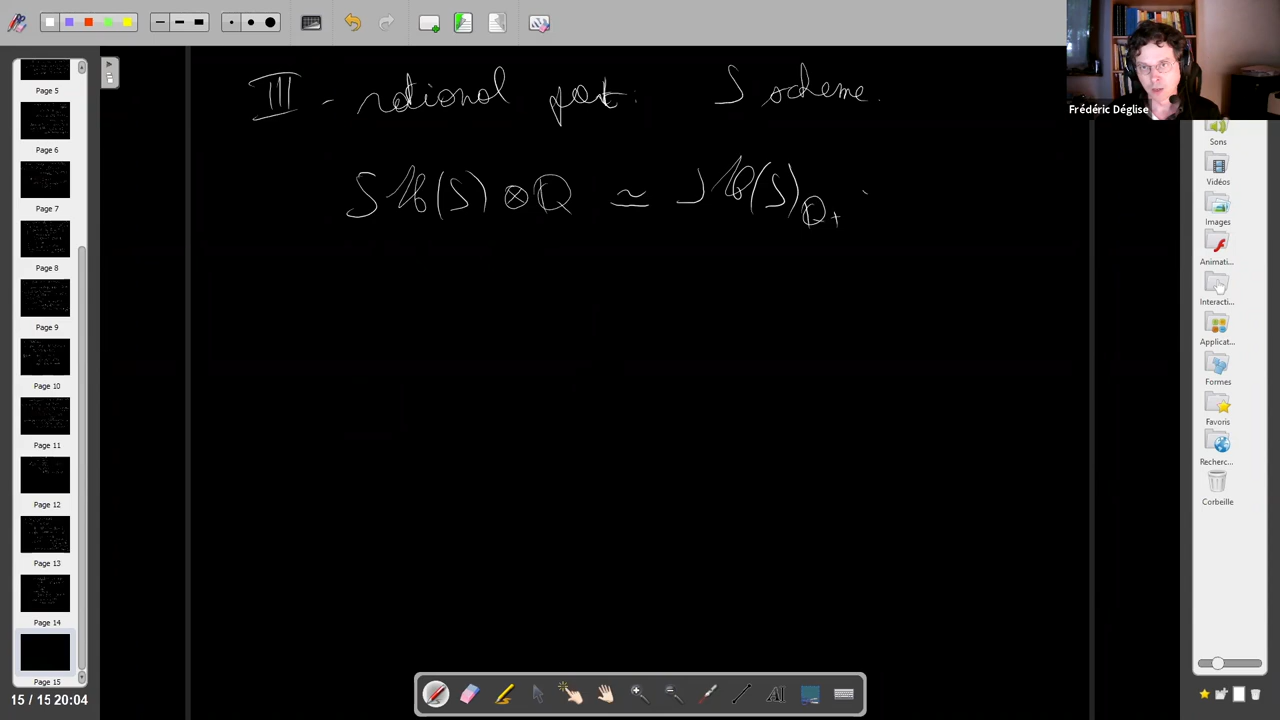 III - rational part : S scheme.
SH(S)⊗Q ≃ SH(S)_{Q+}
Frédéric Déglise
Page 5
Page 6
Page 7
Page 8
Page 9
Page 10
Page 11
Page 12
Page 13
Page 14
Page 15
15 / 15 20:04
Sons
Vidéos
Images
Animati...
Interacti...
Applicat...
Formes
Favoris
Recherc...
Corbeille